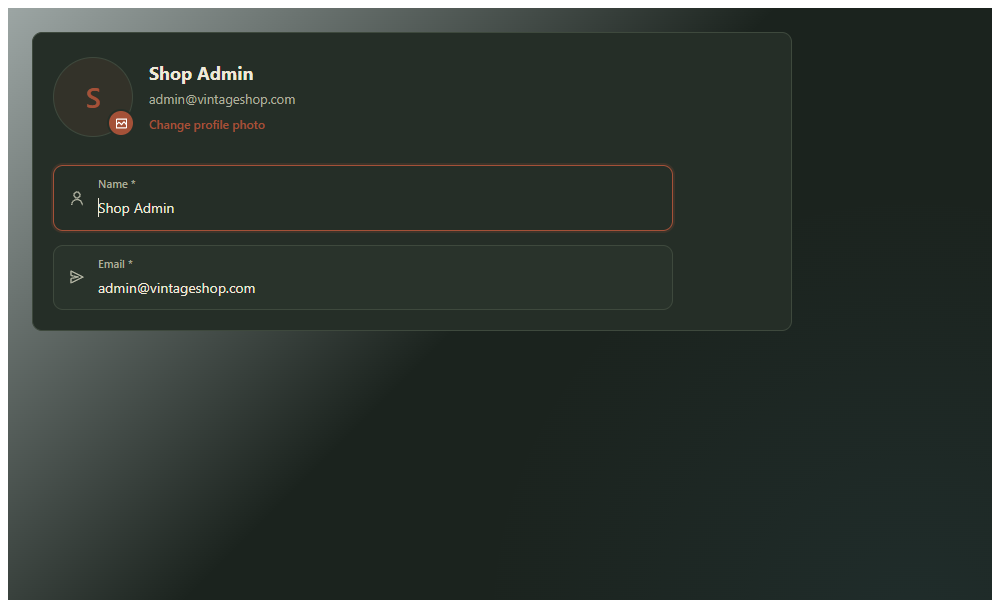 S
Shop Admin
admin@vintageshop.com
Change profile photo
Name *
Shop Admin
Email *
admin@vintageshop.com